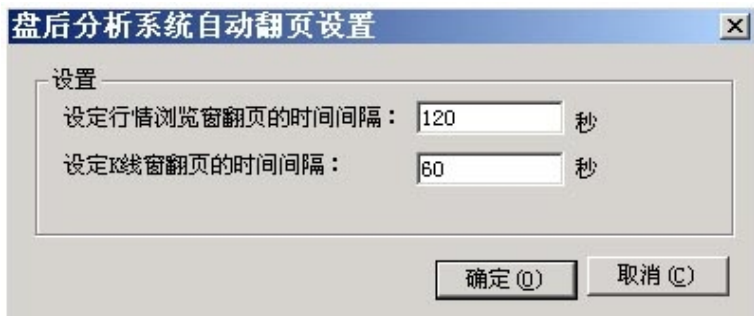 盘后分析系统自动翻页设置
设置
设定行情浏览窗翻页的时间间隔： 120 秒
设定K线窗翻页的时间间隔： 60 秒
确定(O) 取消(C)